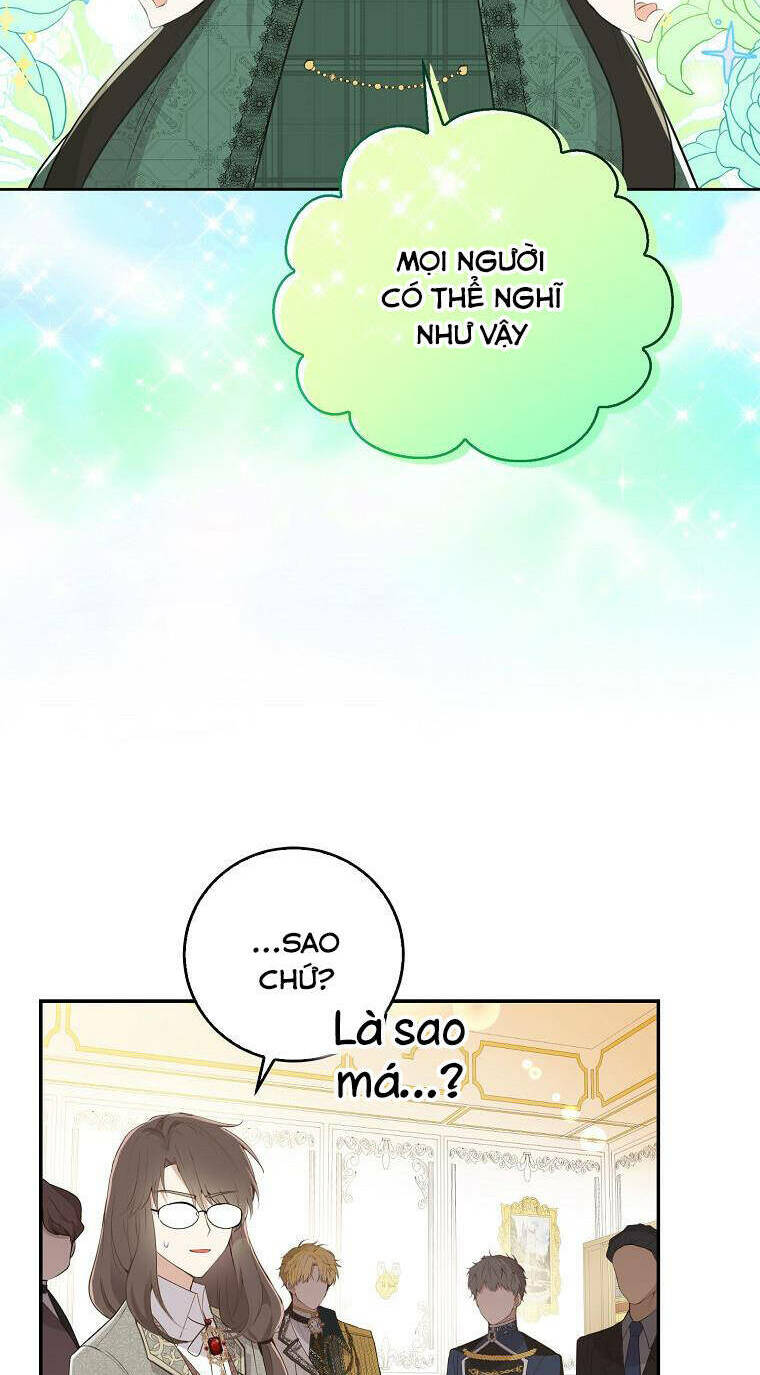 MỌI NGƯỜI
CÓ THỂ NGHĨ
NHƯ VẬY
...SAO
CHỨ?
Là sao
má...?